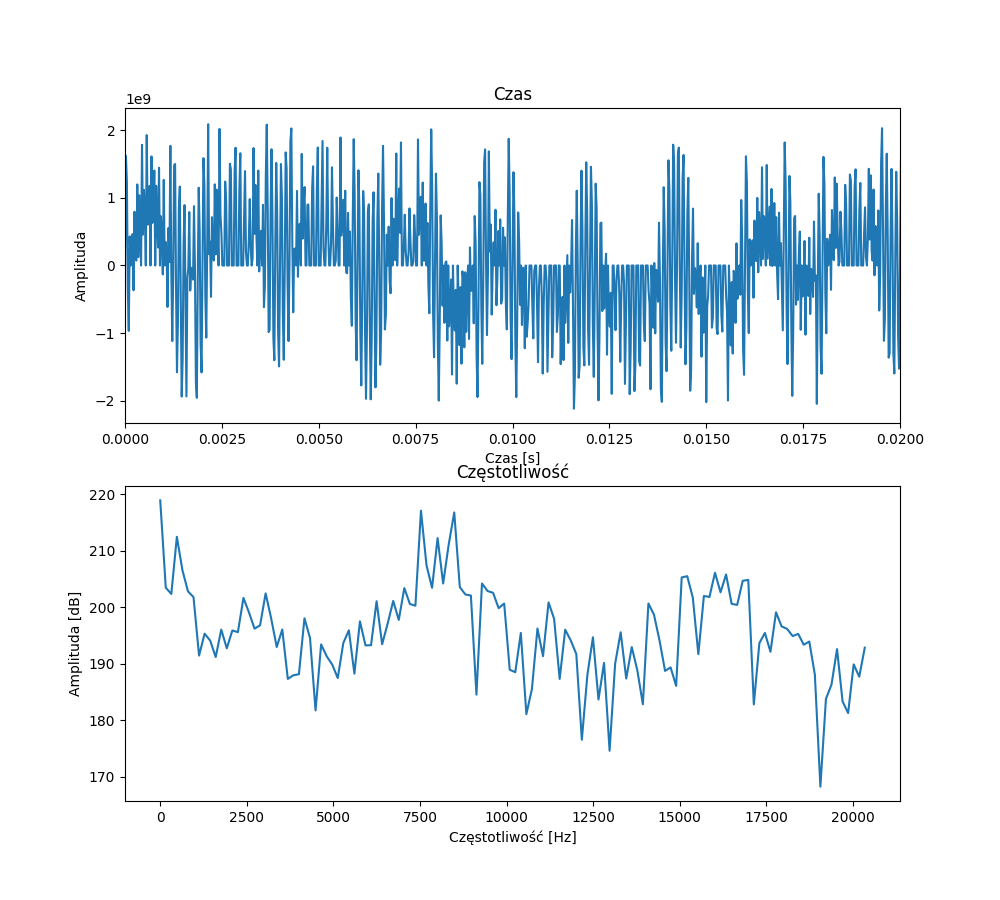 Czas
1e9
2
1
0
−1
−2
Amplituda
0.0000 0.0025 0.0050 0.0075 0.0100 0.0125 0.0150 0.0175 0.0200
Czas [s]
Częstotliwość
220
210
200
190
180
170
Amplituda [dB]
0 2500 5000 7500 10000 12500 15000 17500 20000
Częstotliwość [Hz]